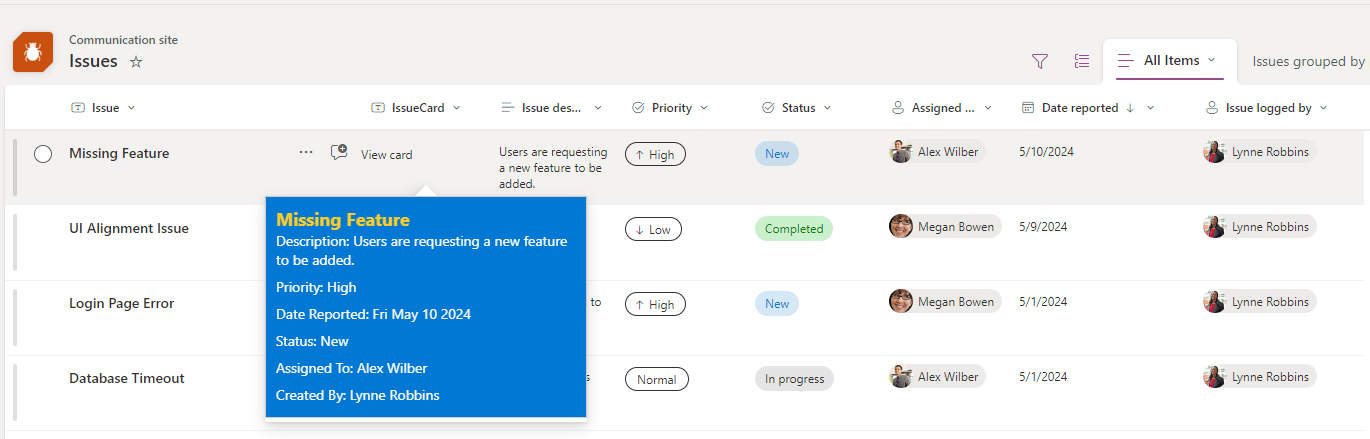 Communication site
Issues
All Items
Issues grouped by
Issue
IssueCard
Issue des...
Priority
Status
Assigned ...
Date reported
Issue logged by
Missing Feature
View card
Users are requesting
a new feature to be
added.
High
New
Alex Wilber
5/10/2024
Lynne Robbins
Missing Feature
Description: Users are requesting a new feature
to be added.
Priority: High
Date Reported: Fri May 10 2024
Status: New
Assigned To: Alex Wilber
Created By: Lynne Robbins
UI Alignment Issue
Low
Completed
Megan Bowen
5/9/2024
Lynne Robbins
Login Page Error
to
High
New
Megan Bowen
5/1/2024
Lynne Robbins
Database Timeout
s
Normal
In progress
Alex Wilber
5/1/2024
Lynne Robbins